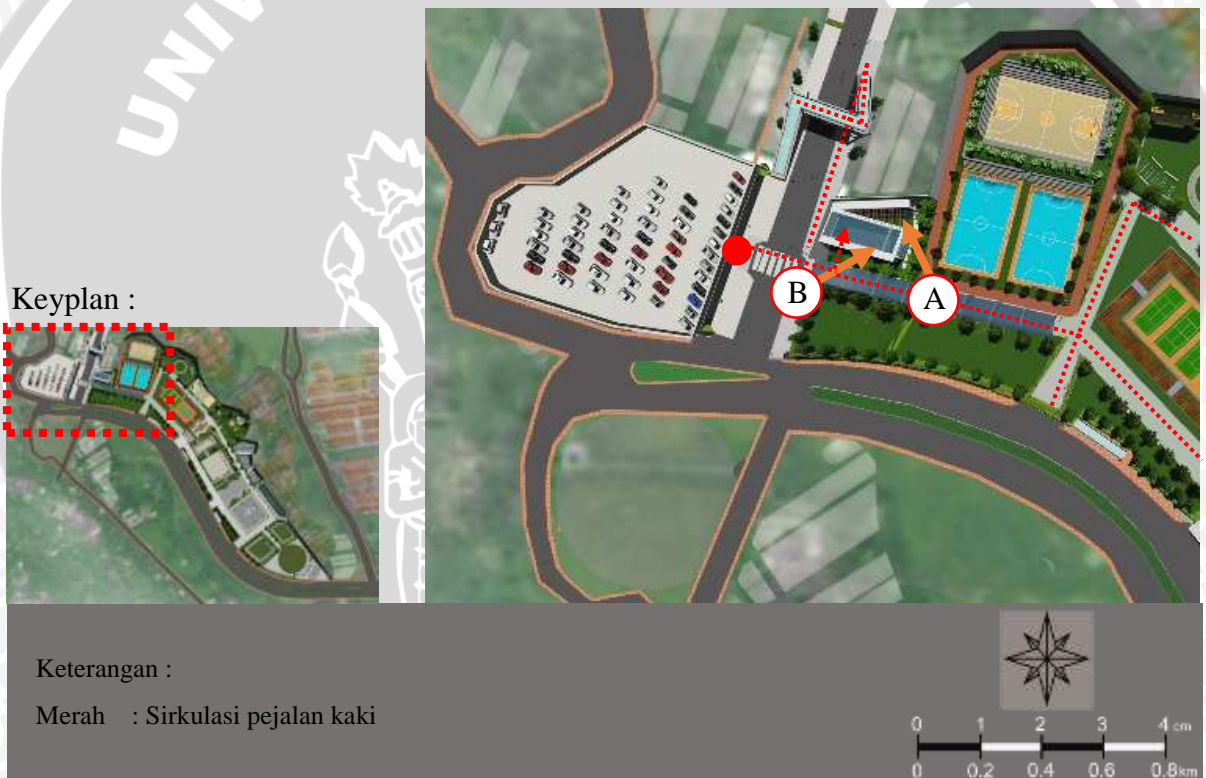 UNIV
Keyplan :
B
A
Keterangan :
Merah : Sirkulasi pejalan kaki
0 1 2 3 4 cm
0 0.2 0.4 0.6 0.8km